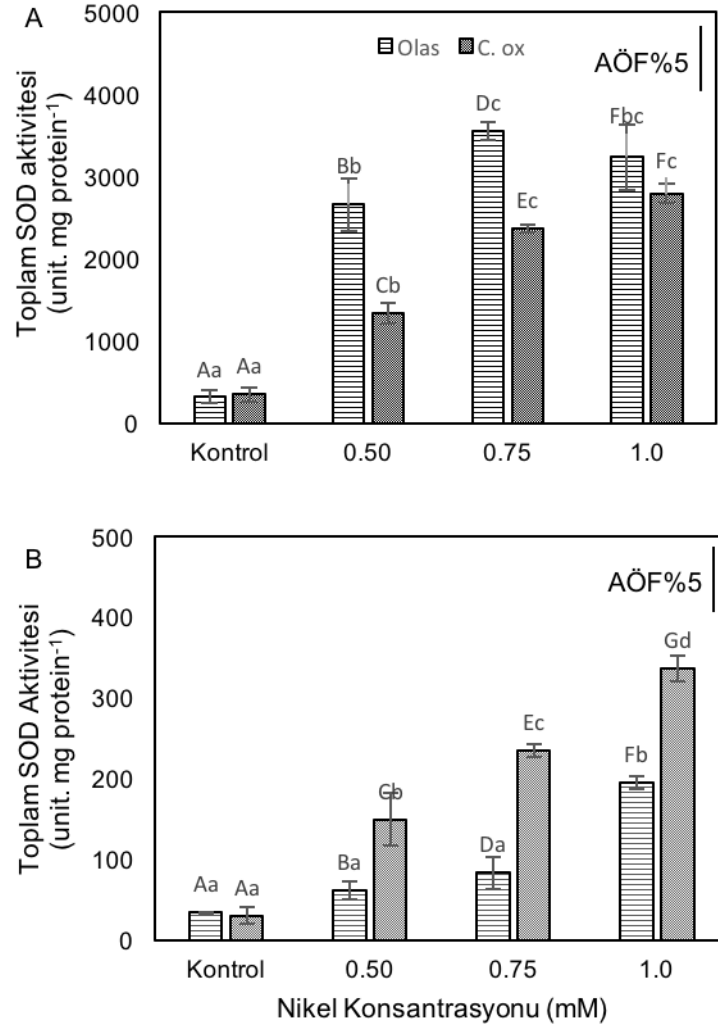 A
5000
4000
3000
2000
1000
0
Toplam SOD aktivitesi
(unit. mg protein⁻¹)
Olas C. ox
AÖF%5
Aa Aa Bb Cb Dc Ec Fbc Fc
Kontrol 0.50 0.75 1.0
B
500
400
300
200
100
0
Toplam SOD Aktivitesi
(unit. mg protein⁻¹)
AÖF%5
Aa Aa Ba Cb Da Ec Fb Gd
Kontrol 0.50 0.75 1.0
Nikel Konsantrasyonu (mM)